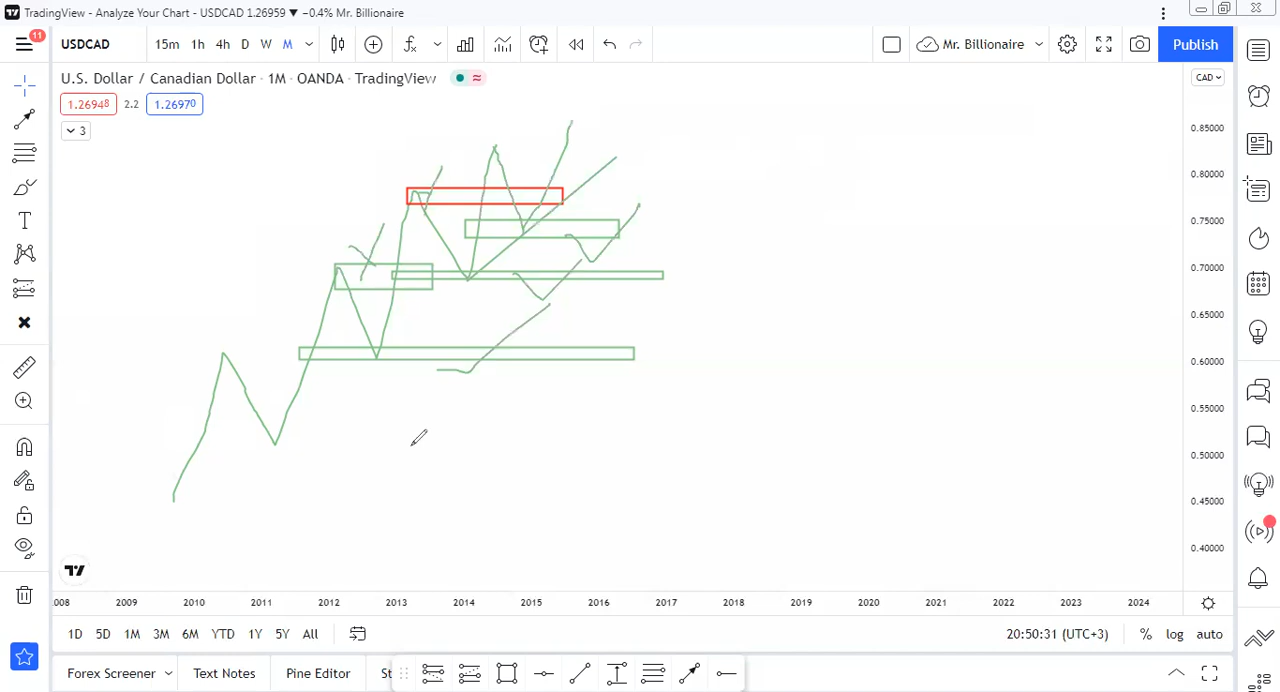 TradingView - Analyze Your Chart - USDCAD 1.26959 ▼ −0.4% Mr. Billionaire
11
USDCAD 15m 1h 4h D W M Mr. Billionaire Publish
U.S. Dollar / Canadian Dollar · 1M · OANDA · TradingView
CAD
1.26948 2.2 1.26970
3
0.85000
0.80000
0.75000
0.70000
0.65000
0.60000
0.55000
0.50000
0.45000
0.40000
:008 2009 2010 2011 2012 2013 2014 2015 2016 2017 2018 2019 2020 2021 2022 2023 2024
1D 5D 1M 3M 6M YTD 1Y 5Y All 20:50:31 (UTC+3) % log auto
Forex Screener Text Notes Pine Editor St